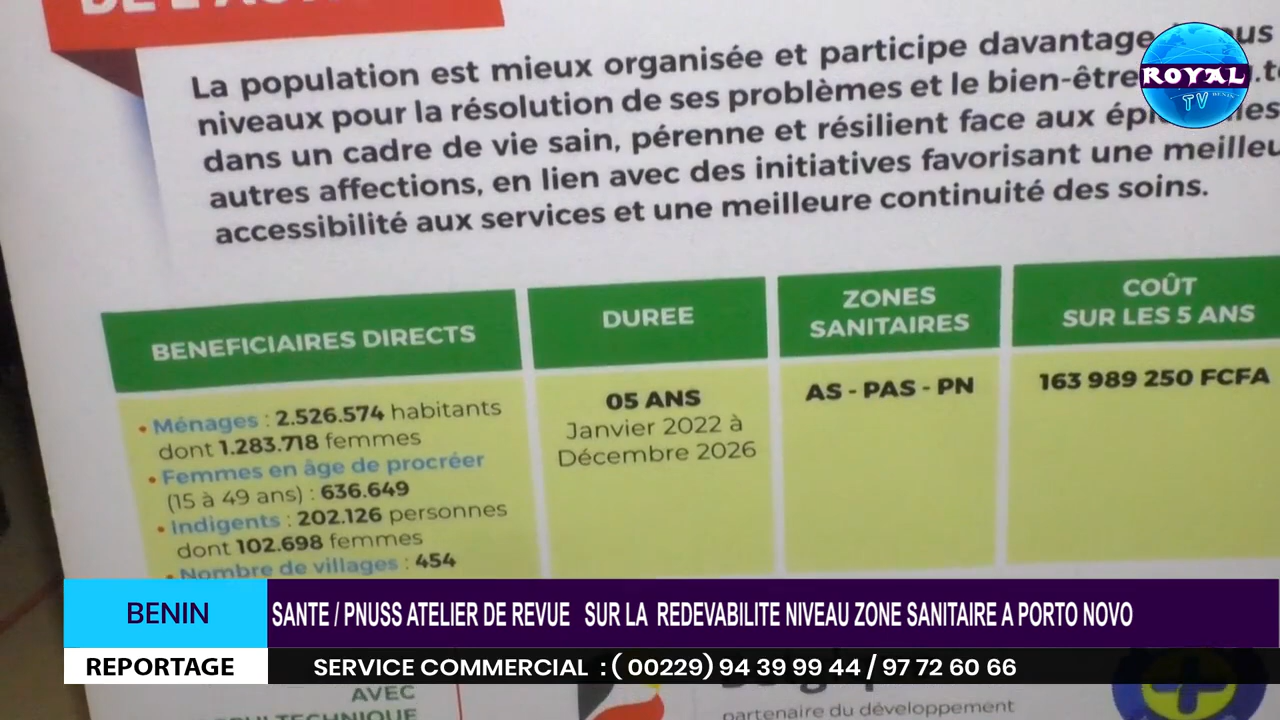 La population est mieux organisée et participe davantage
niveaux pour la résolution de ses problèmes et le bien-être
dans un cadre de vie sain, pérenne et résilient face aux
autres affections, en lien avec des initiatives favorisant une
accessibilité aux services et une meilleure continuité des soins.
ROYAL
TV BENIN
BENEFICIAIRES DIRECTS
DUREE
ZONES
SANITAIRES
COÛT
SUR LES 5 ANS
• Ménages : 2.526.574 habitants
dont 1.283.718 femmes
• Femmes en âge de procréer
(15 à 49 ans) : 636.649
• Indigents : 202.126 personnes
dont 102.698 femmes
• Nombre de villages : 454
05 ANS
Janvier 2022 à
Décembre 2026
AS - PAS - PN
163 989 250 FCFA
BENIN
SANTE / PNUSS ATELIER DE REVUE SUR LA REDEVABILITE NIVEAU ZONE SANITAIRE A PORTO NOVO
REPORTAGE
SERVICE COMMERCIAL : ( 00229) 94 39 99 44 / 97 72 60 66
AVEC
partenaire du développement